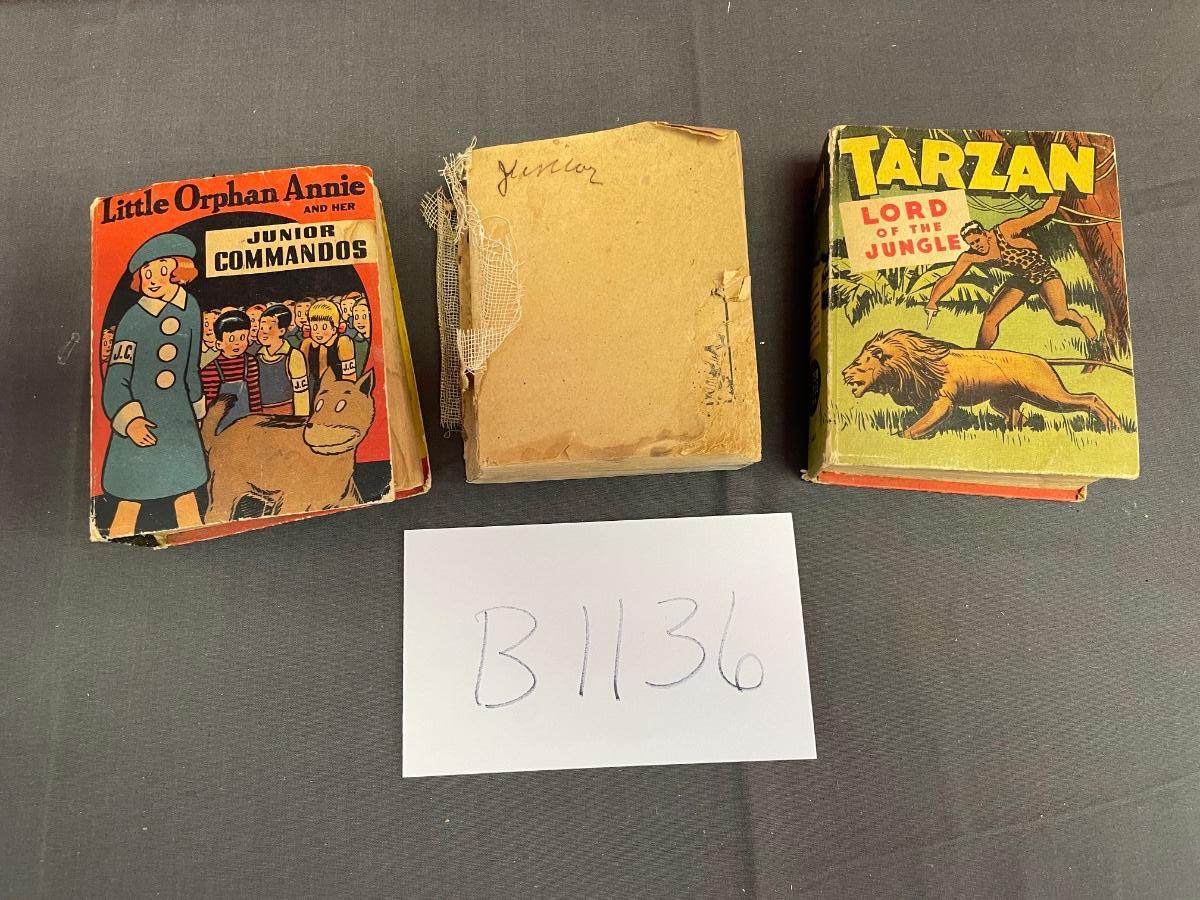 Little Orphan Annie
AND HER
JUNIOR
COMMANDOS
J.C.
J.C.
J.C.
TARZAN
LORD
OF THE
JUNGLE
B1136